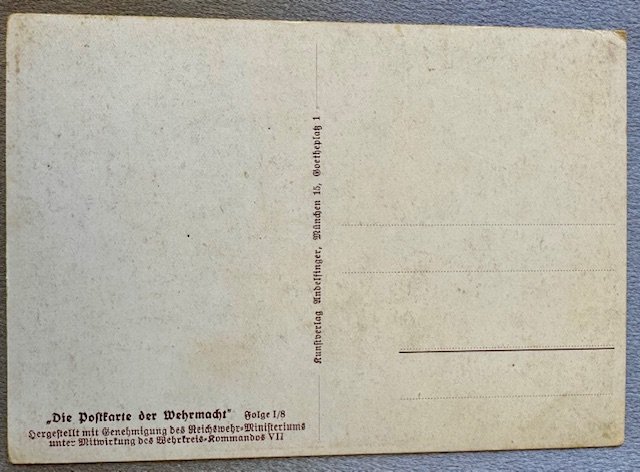 „Die Postkarte der Wehrmacht“ Folge I/8
Hergestellt mit Genehmigung des Reichswehr-Ministeriums
unter Mitwirkung des Wehrkreis-Kommandos VII
Kunstverlag Andelfinger, München 15, Goetheplatz 1